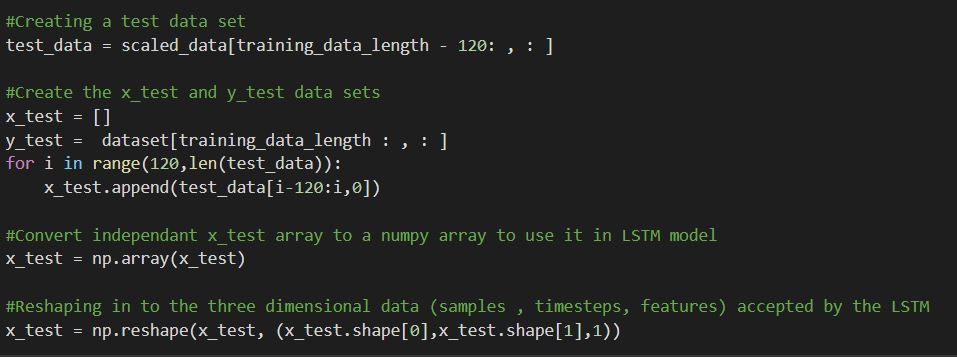 #Creating a test data set
test_data = scaled_data[training_data_length - 120: , : ]
#Create the x_test and y_test data sets
x_test = []
y_test =  dataset[training_data_length : , : ]
for i in range(120,len(test_data)):
    x_test.append(test_data[i-120:i,0])
#Convert independant x_test array to a numpy array to use it in LSTM model
x_test = np.array(x_test)
#Reshaping in to the three dimensional data (samples , timesteps, features) accepted by the LSTM
x_test = np.reshape(x_test, (x_test.shape[0],x_test.shape[1],1))